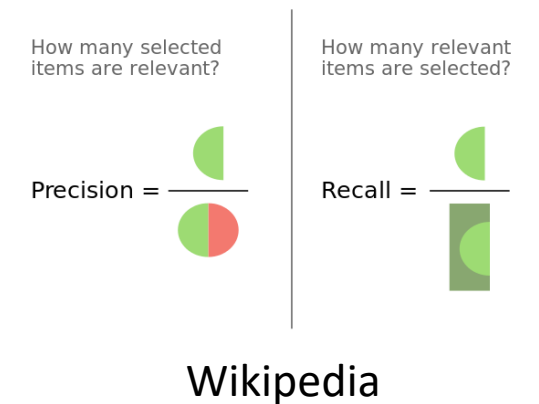 How many selected
items are relevant?
How many relevant
items are selected?
Precision =
Recall =
Wikipedia